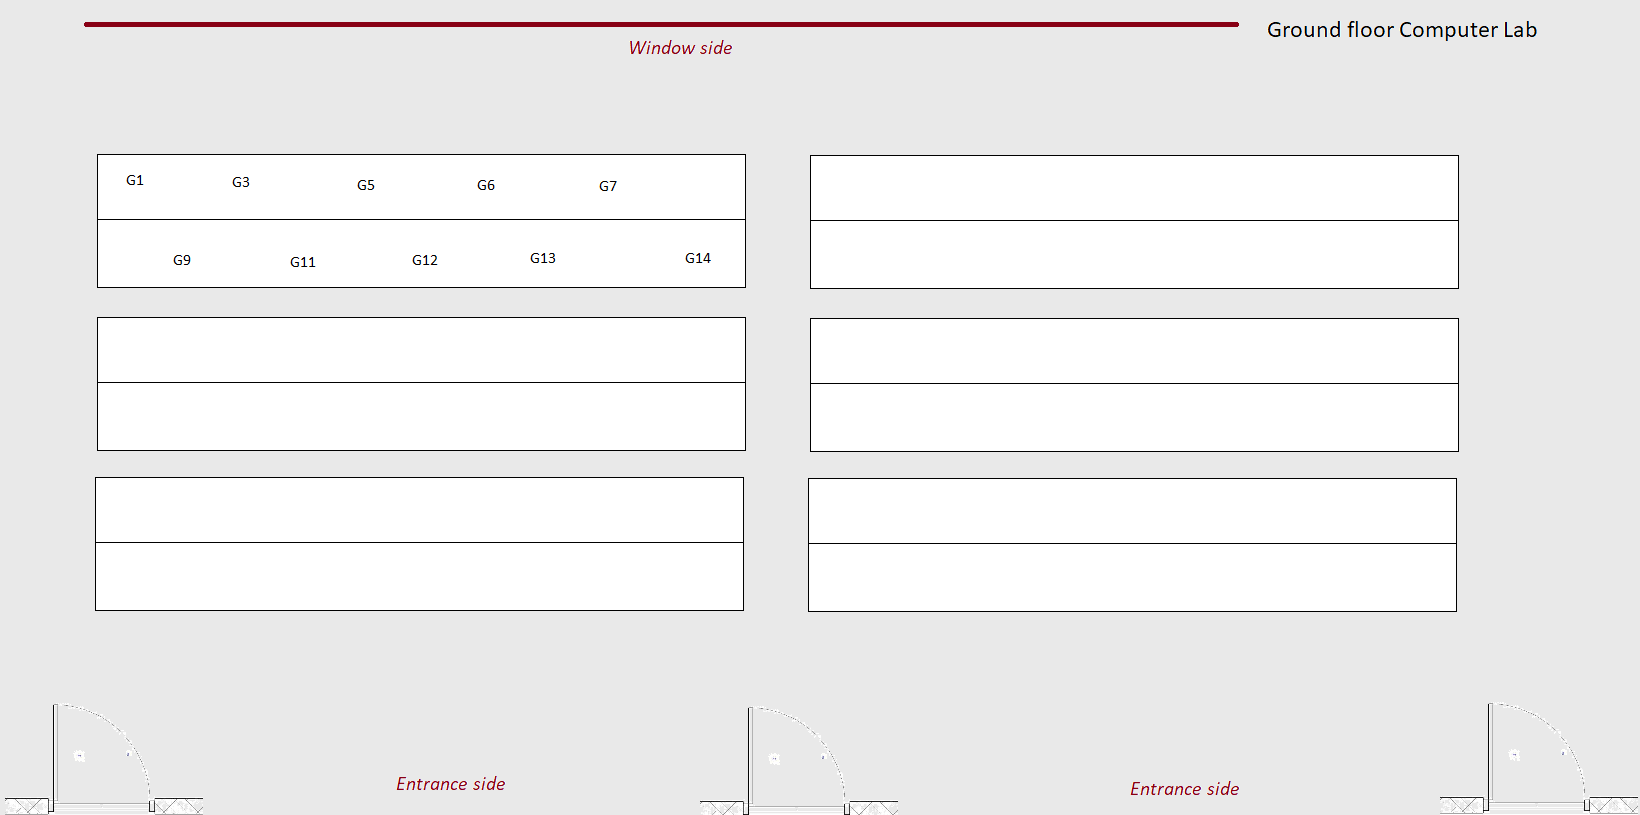 Ground floor Computer Lab
Window side
G1 G3 G5 G6 G7
G9 G11 G12 G13 G14
Entrance side
Entrance side